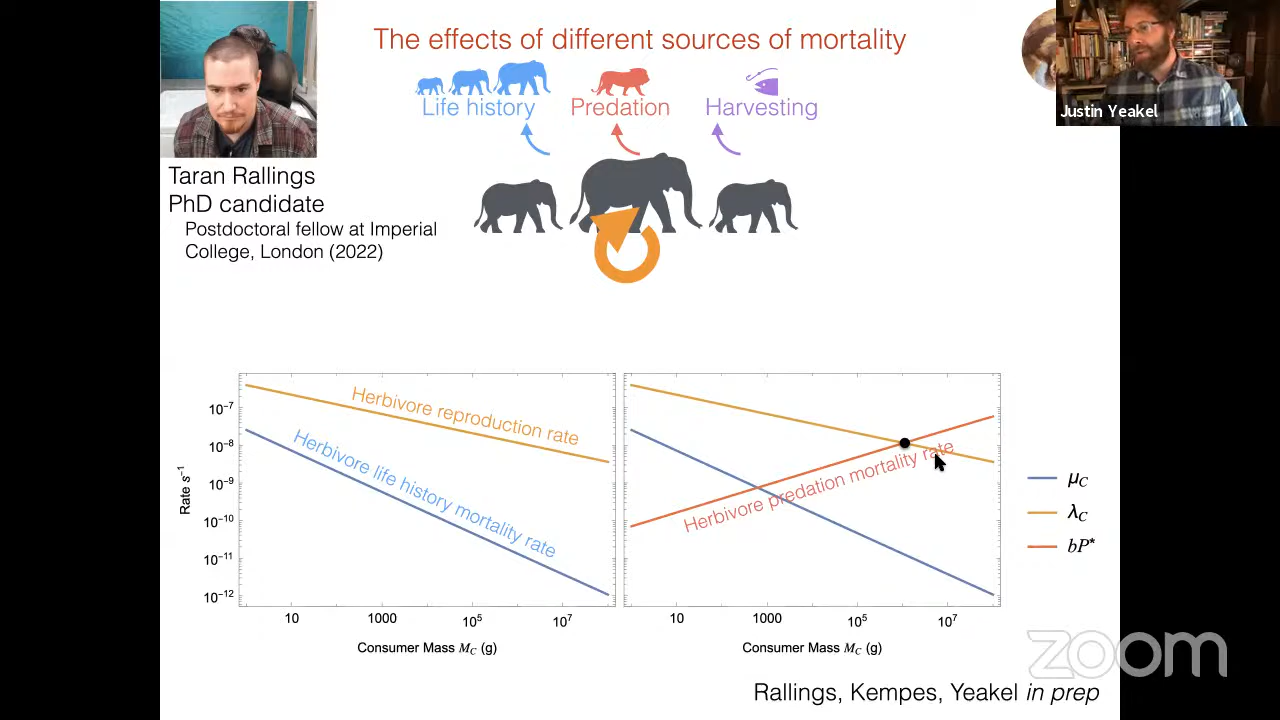 The effects of different sources of mortality
Life history Predation Harvesting
Justin Yeakel
Taran Rallings
PhD candidate
Postdoctoral fellow at Imperial
College, London (2022)
Rate s⁻¹
10⁻⁷
10⁻⁸
10⁻⁹
10⁻¹⁰
10⁻¹¹
10⁻¹²
Herbivore reproduction rate
Herbivore life history mortality rate
10 1000 10⁵ 10⁷
Consumer Mass M_C (g)
Herbivore predation mortality rate
10 1000 10⁵ 10⁷
Consumer Mass M_C (g)
μ_C
λ_C
bP*
zoom
Rallings, Kempes, Yeakel in prep